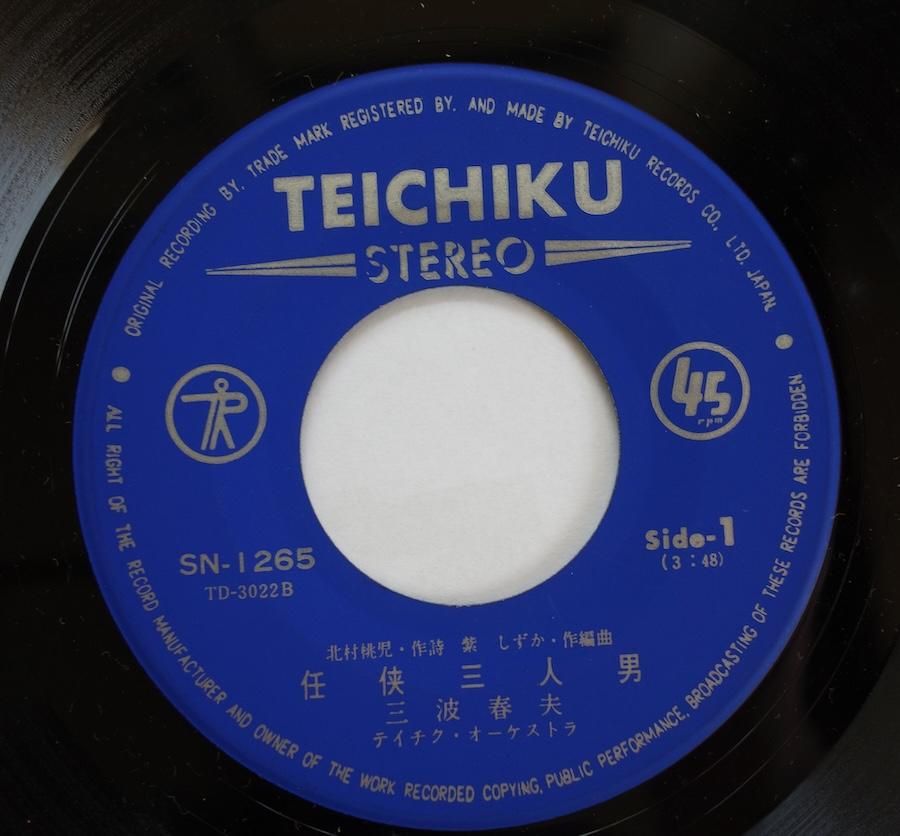 ORIGINAL RECORDING BY. TRADE MARK REGISTERED BY. AND MADE BY TEICHIKU RECORDS CO., LTD. JAPAN.
TEICHIKU
STEREO
TR
45
rpm
SN-1265
TD-3022B
Side-1
(3:48)
北村桃児・作詩 紫 しずか・作編曲
任侠三人男
三波春夫
テイチク・オーケストラ
ALL RIGHT OF THE RECORD MANUFACTURER AND OWNER OF THE WORK RECORDED COPYING, PUBLIC PERFORMANCE, BROADCASTING OF THESE RECORDS ARE FORBIDDEN